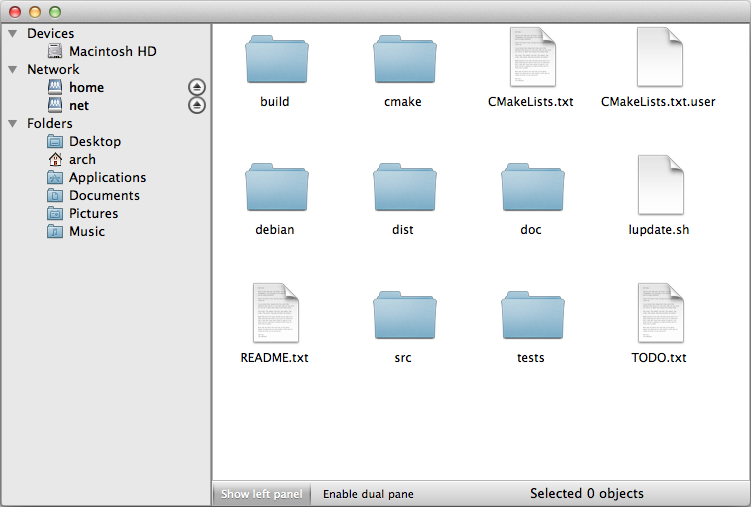 Devices
Macintosh HD
Network
home
net
Folders
Desktop
arch
Applications
Documents
Pictures
Music
build
cmake
CMakeLists.txt
CMakeLists.txt.user
debian
dist
doc
lupdate.sh
README.txt
src
tests
TODO.txt
Show left panel
Enable dual pane
Selected 0 objects